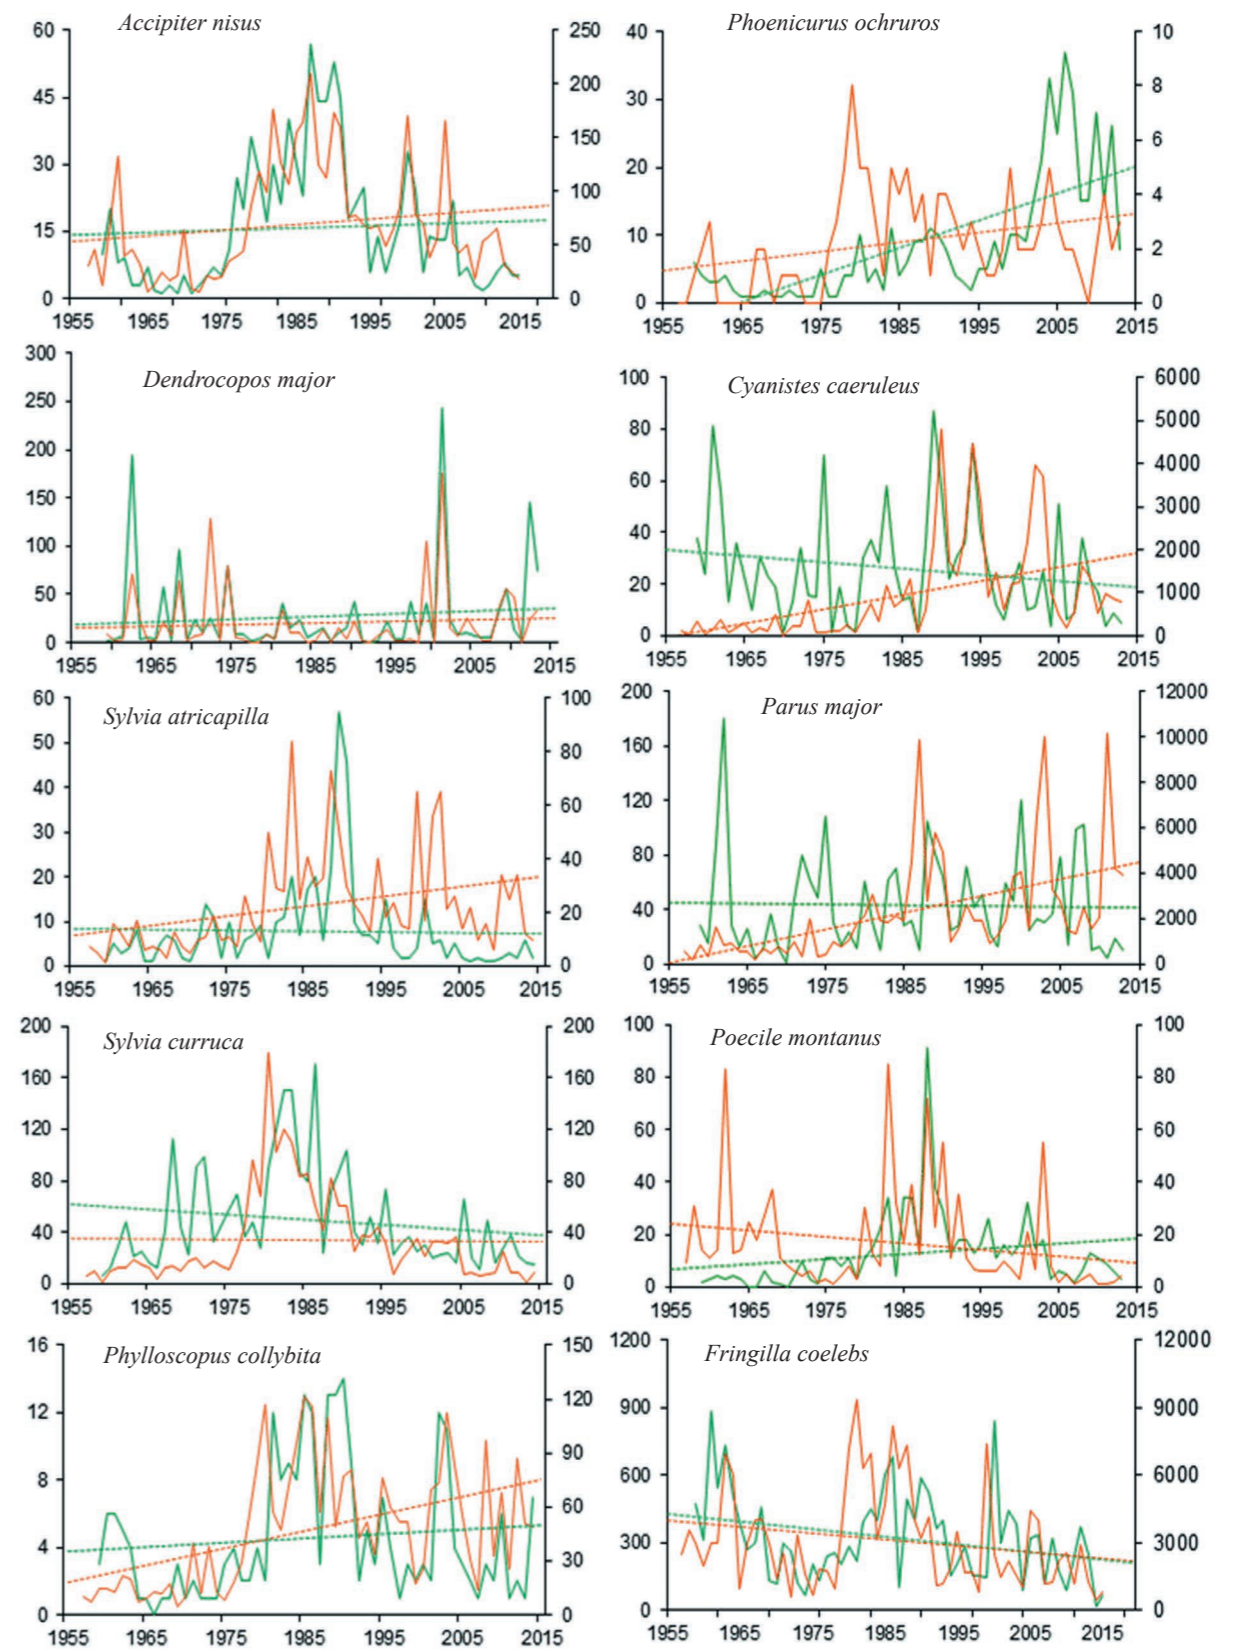 Accipiter nisus
60 45 30 15 0
250 200 150 100 50 0
1955 1965 1975 1985 1995 2005 2015
Phoenicurus ochruros
40 30 20 10 0
10 8 6 4 2 0
1955 1965 1975 1985 1995 2005 2015
Dendrocopos major
300 250 200 150 100 50 0
1955 1965 1975 1985 1995 2005 2015
Cyanistes caeruleus
100 80 60 40 20 0
6000 5000 4000 3000 2000 1000 0
1955 1965 1975 1985 1995 2005 2015
Sylvia atricapilla
60 50 40 30 20 10 0
100 80 60 40 20 0
1955 1965 1975 1985 1995 2005 2015
Parus major
200 160 120 80 40 0
12000 10000 8000 6000 4000 2000 0
1955 1965 1975 1985 1995 2005 2015
Sylvia curruca
200 160 120 80 40 0
200 160 120 80 40 0
1955 1965 1975 1985 1995 2005 2015
Poecile montanus
100 80 60 40 20 0
100 80 60 40 20 0
1955 1965 1975 1985 1995 2005 2015
Phylloscopus collybita
16 12 8 4 0
150 120 90 60 30 0
1955 1965 1975 1985 1995 2005 2015
Fringilla coelebs
1200 900 600 300 0
12000 9000 6000 3000 0
1955 1965 1975 1985 1995 2005 2015